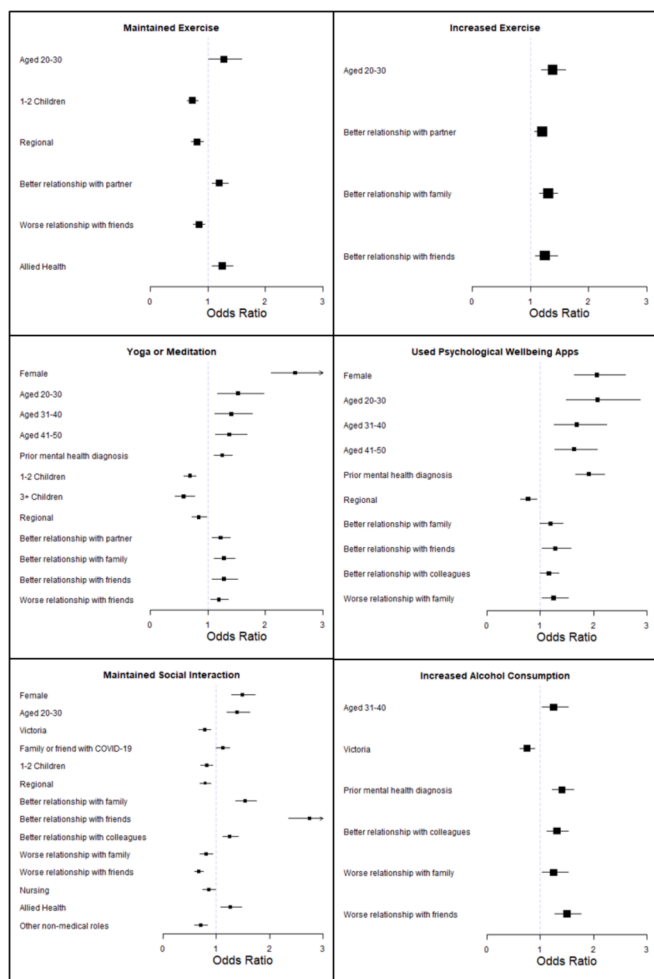 Maintained Exercise
Aged 20-30
1-2 Children
Regional
Better relationship with partner
Worse relationship with friends
Allied Health
0 1 2 3
Odds Ratio
Increased Exercise
Aged 20-30
Better relationship with partner
Better relationship with family
Better relationship with friends
0 1 2 3
Odds Ratio
Yoga or Meditation
Female
Aged 20-30
Aged 31-40
Aged 41-50
Prior mental health diagnosis
1-2 Children
3+ Children
Regional
Better relationship with partner
Better relationship with family
Better relationship with friends
Worse relationship with friends
0 1 2 3
Odds Ratio
Used Psychological Wellbeing Apps
Female
Aged 20-30
Aged 31-40
Aged 41-50
Prior mental health diagnosis
Regional
Better relationship with family
Better relationship with friends
Better relationship with colleagues
Worse relationship with family
0 1 2 3
Odds Ratio
Maintained Social Interaction
Female
Aged 20-30
Victoria
Family or friend with COVID-19
1-2 Children
Regional
Better relationship with family
Better relationship with friends
Better relationship with colleagues
Worse relationship with family
Worse relationship with friends
Nursing
Allied Health
Other non-medical roles
0 1 2 3
Odds Ratio
Increased Alcohol Consumption
Aged 31-40
Victoria
Prior mental health diagnosis
Better relationship with colleagues
Worse relationship with family
Worse relationship with friends
0 1 2 3
Odds Ratio